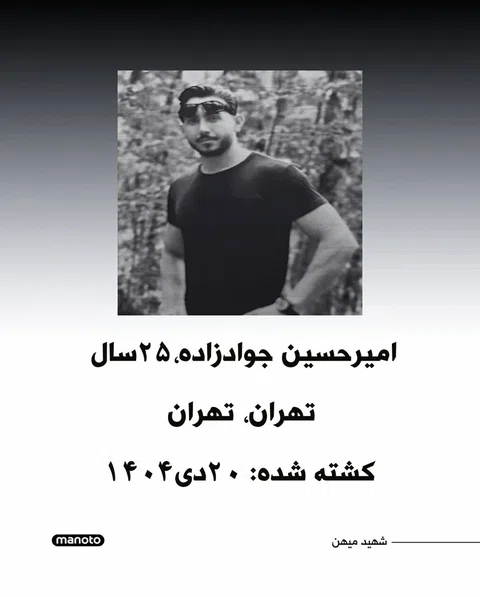 امیرحسین جوادزاده،۲۵سال
تهران، تهران
کشته شده: ۲۰دی۱۴۰۴
شهید میهن
manoto